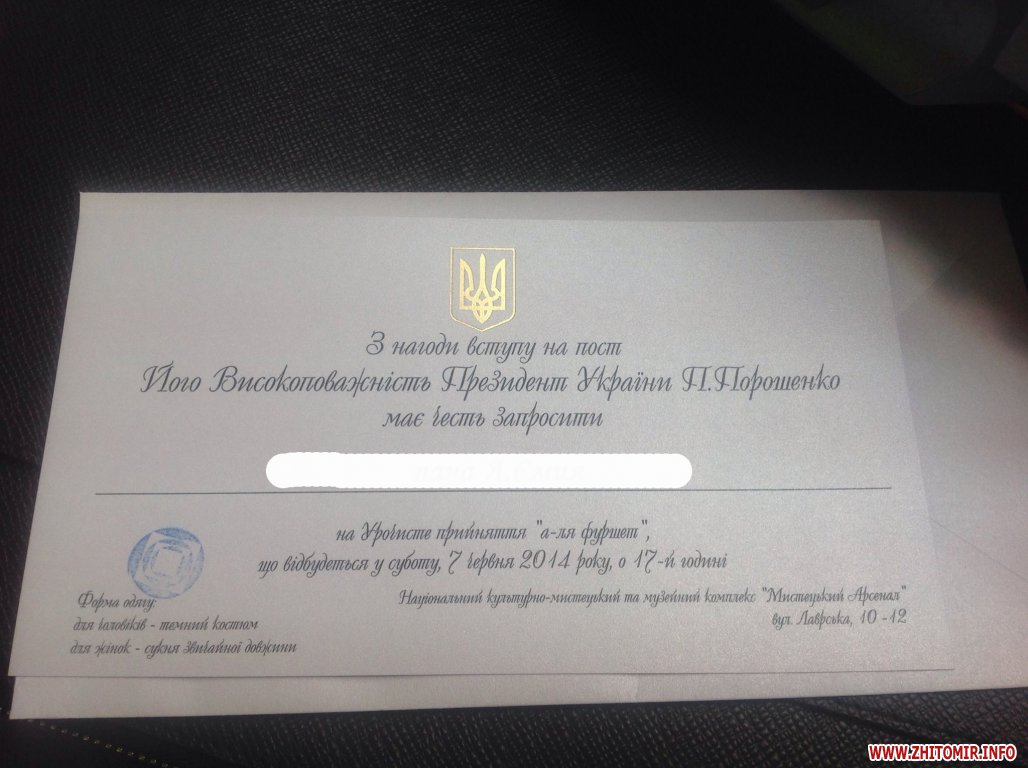 З нагоди вступу на пост
Його Високоповажність Президент України П.Порошенко
має честь запросити
на Урочисте прийняття "а-ля фуршет",
що відбудеться у суботу, 7 червня 2014 року, о 17-й годині
Національний культурно-мистецький та музейний комплекс "Мистецький Арсенал"
вул. Лаврська, 10 -12
Форма одягу:
для чоловіків - темний костюм
для жінок - сукня звичайної довжини
WWW.ZHITOMIR.INFO